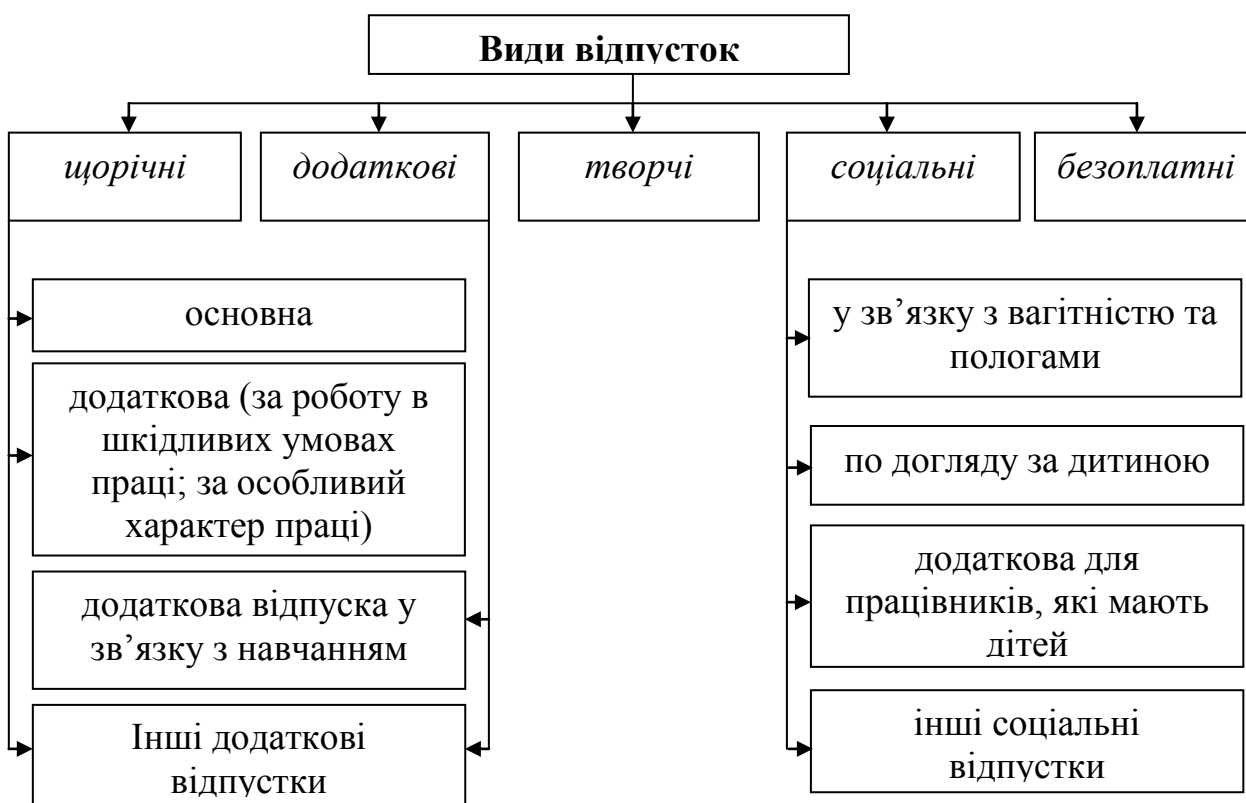 Види відпусток
щорічні
додаткові
творчі
соціальні
безоплатні
основна
додаткова (за роботу в
шкідливих умовах
праці; за особливий
характер праці)
додаткова відпуска у
зв’язку з навчанням
Інші додаткові
відпустки
у зв’язку з вагітністю та
пологами
по догляду за дитиною
додаткова для
працівників, які мають
дітей
інші соціальні
відпустки